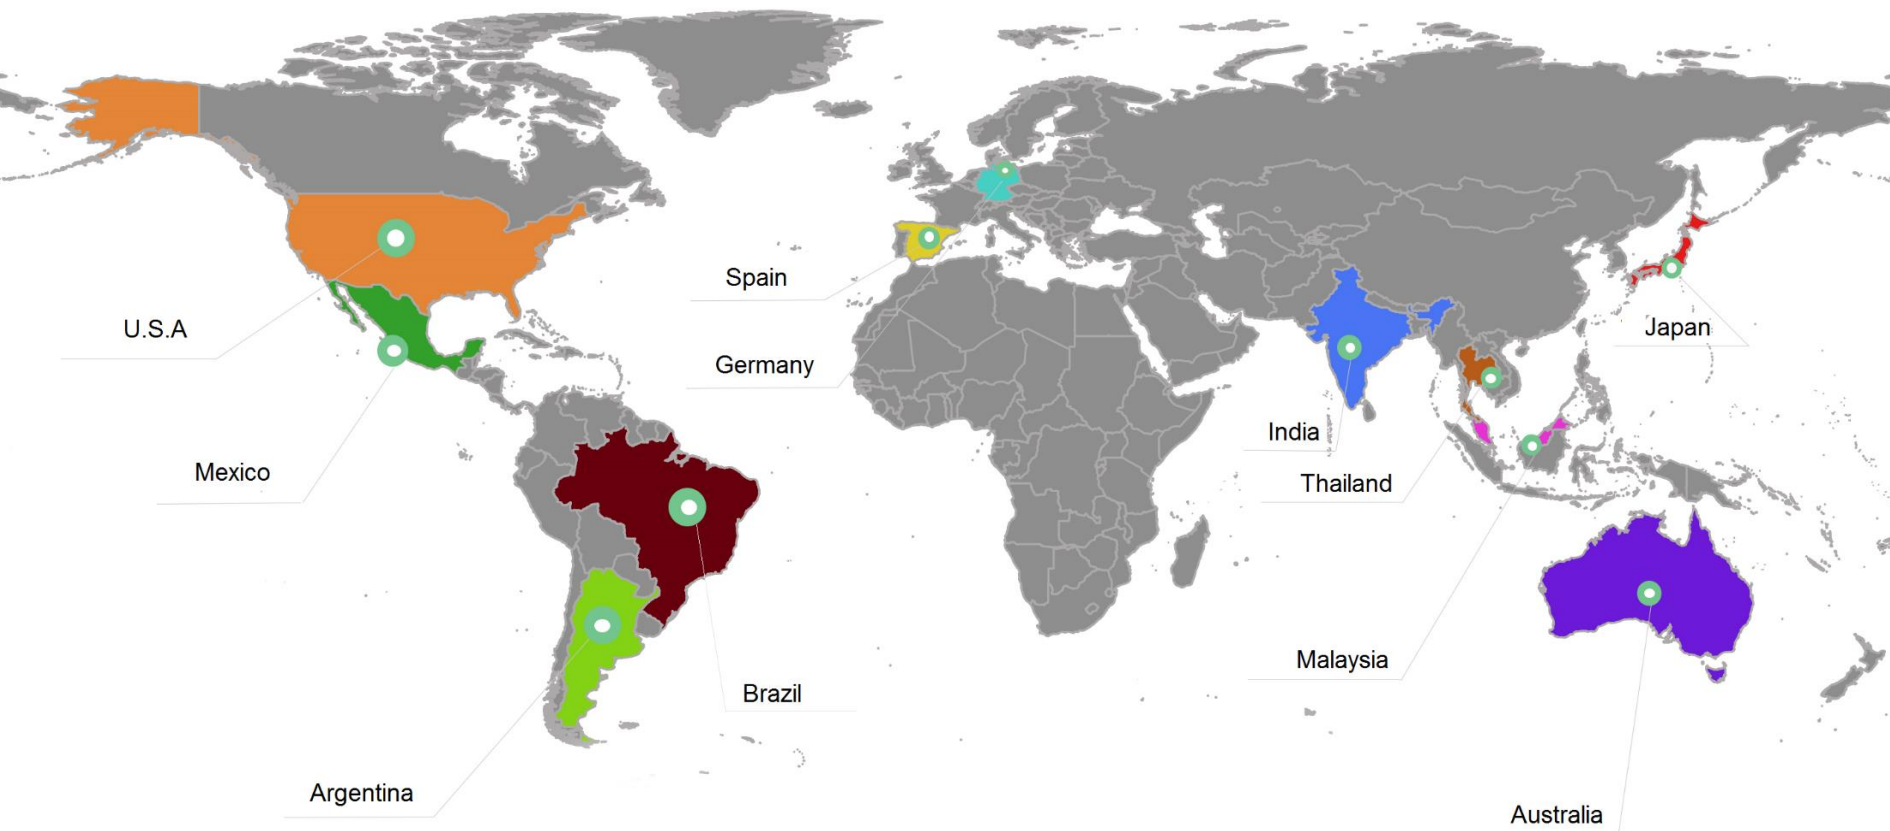 Spain
U.S.A
Japan
Germany
India
Mexico
Thailand
Malaysia
Brazil
Argentina
Australia